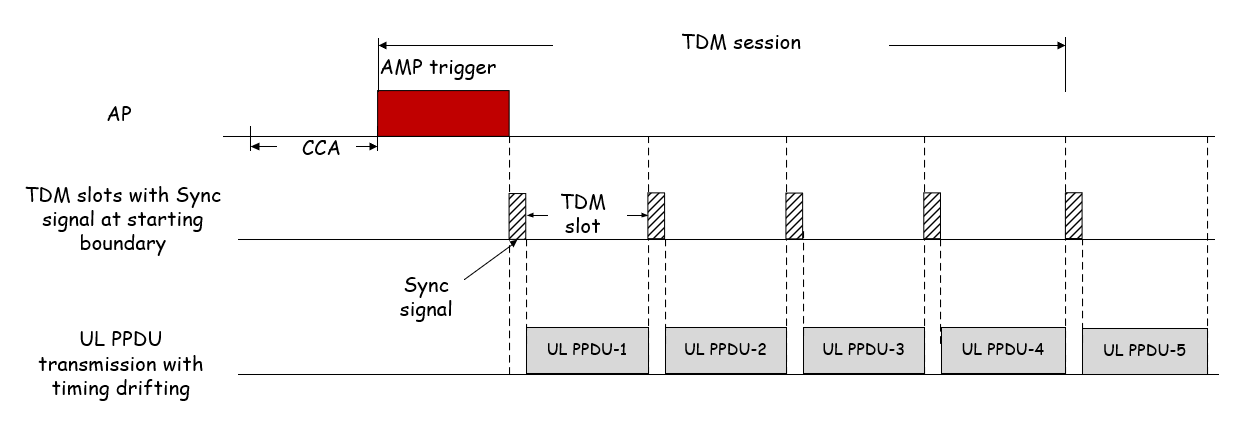 TDM session
AMP trigger
AP
CCA
TDM slots with Sync
signal at starting
boundary
TDM
slot
Sync
signal
UL PPDU
transmission with
timing drifting
UL PPDU-1
UL PPDU-2
UL PPDU-3
UL PPDU-4
UL PPDU-5